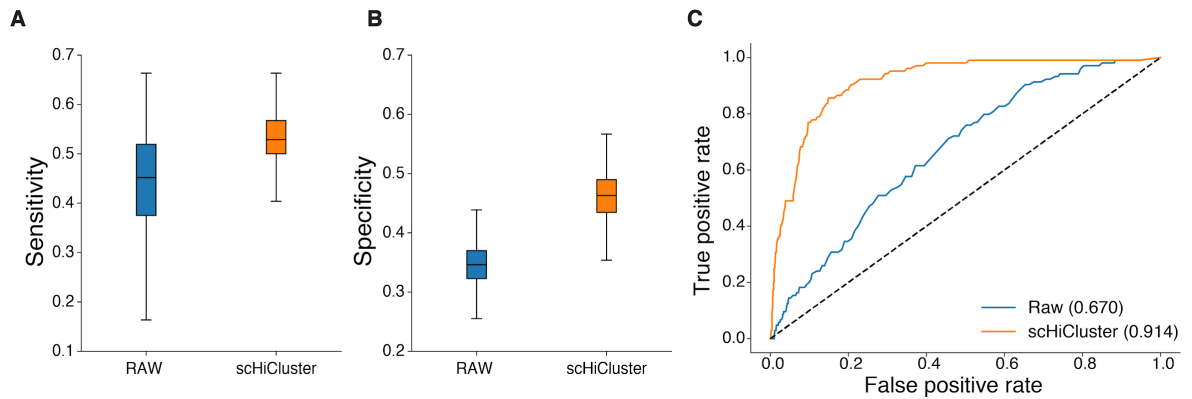 A
Sensitivity
0.7
0.6
0.5
0.4
0.3
0.2
0.1
RAW
scHiCluster
B
Specificity
0.7
0.6
0.5
0.4
0.3
0.2
RAW
scHiCluster
C
True positive rate
1.0
0.8
0.6
0.4
0.2
0.0
Raw (0.670)
scHiCluster (0.914)
0.0
0.2
0.4
0.6
0.8
1.0
False positive rate